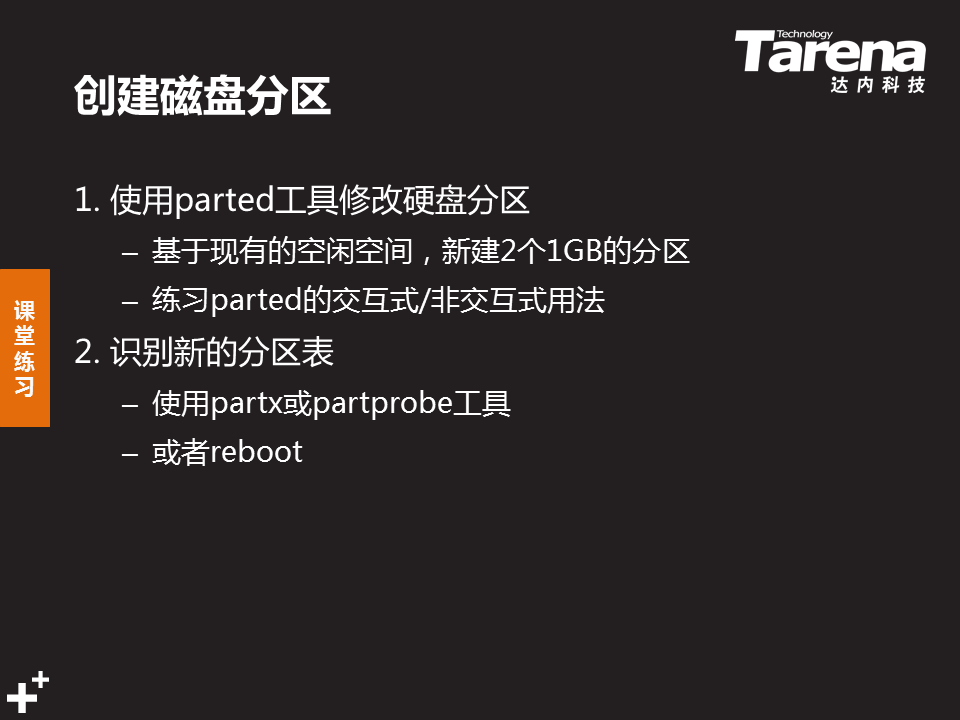 Technology
Tarena
达内科技
创建磁盘分区
1. 使用parted工具修改硬盘分区
– 基于现有的空闲空间，新建2个1GB的分区
– 练习parted的交互式/非交互式用法
2. 识别新的分区表
– 使用partx或partprobe工具
– 或者reboot
课
堂
练
习